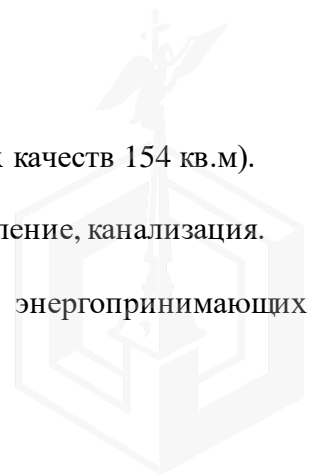 качеств 154 кв.м).
ление, канализация.
энергопринимающих